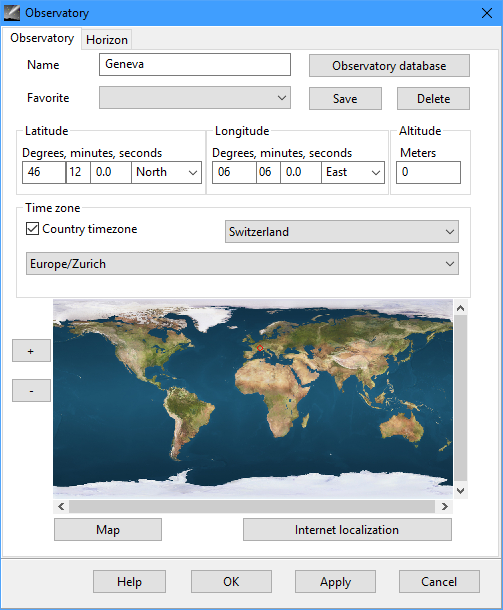 Observatory
Observatory Horizon
Name Geneva Observatory database
Favorite Save Delete
Latitude Longitude Altitude
Degrees, minutes, seconds Degrees, minutes, seconds Meters
46 12 0.0 North 06 06 0.0 East 0
Time zone
Country timezone Switzerland
Europe/Zurich
+
-
Map Internet localization
Help OK Apply Cancel